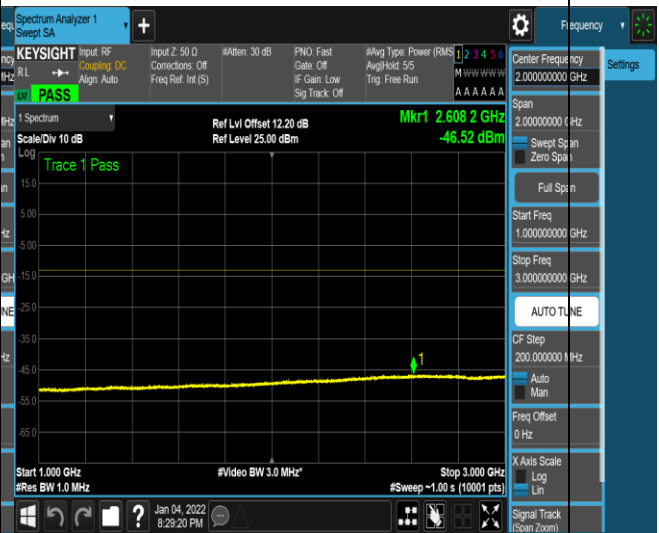 Spectrum Analyzer 1
Swept SA
Frequency
KEYSIGHT
RL
PASS
Input: RF
Coupling: DC
Align: Auto
Input Z: 50 Ω
Corrections: Off
Freq Ref: Int (S)
#Atten: 30 dB
PNO: Fast
Gate: Off
IF Gain: Low
Sig Track: Off
#Avg Type: Power (RMS
Avg|Hold: 5/5
Trig: Free Run
1 2 3 4 5 6
M W W W W W
A A A A A A
1 Spectrum
Scale/Div 10 dB
Log
Ref Lvl Offset 12.20 dB
Ref Level 25.00 dBm
Mkr1 2.608 2 GHz
-46.52 dBm
Trace 1 Pass
15.0
5.00
-5.00
-15.0
-25.0
-35.0
-45.0
-55.0
-65.0
1
Start 1.000 GHz
#Res BW 1.0 MHz
#Video BW 3.0 MHz*
Stop 3.000 GHz
#Sweep ~1.00 s (10001 pts)
Jan 04, 2022
8:29:20 PM
Center Frequency
2.000000000 GHz
Settings
Span
2.00000000 GHz
Swept Span
Zero Span
Full Span
Start Freq
1.000000000 GHz
Stop Freq
3.000000000 GHz
AUTO TUNE
CF Step
200.000000 MHz
Auto
Man
Freq Offset
0 Hz
X Axis Scale
Log
Lin
Signal Track
(Span Zoom)